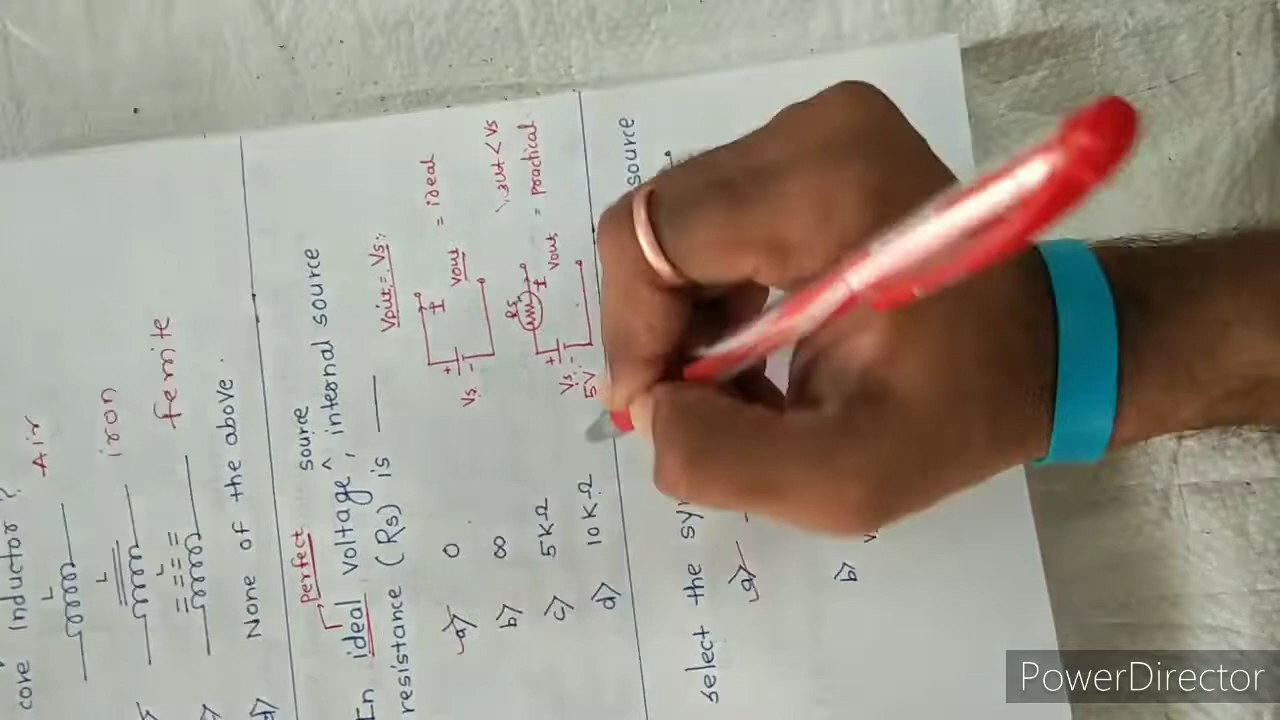 core Inductor ?
L
Air
L
iron
L
ferrite
d) None of the above.
perfect
source
In ideal voltage ^, internal source
resistance (Rs) is —
Vout = Vs.
a) 0
b) ∞
c) 5KΩ
d) 10KΩ
Vs. + - + Vout = ideal
Rs
Vout < Vs
Vs. + - + Vout = practical.
5V
select the
source
a)
b)
PowerDirector